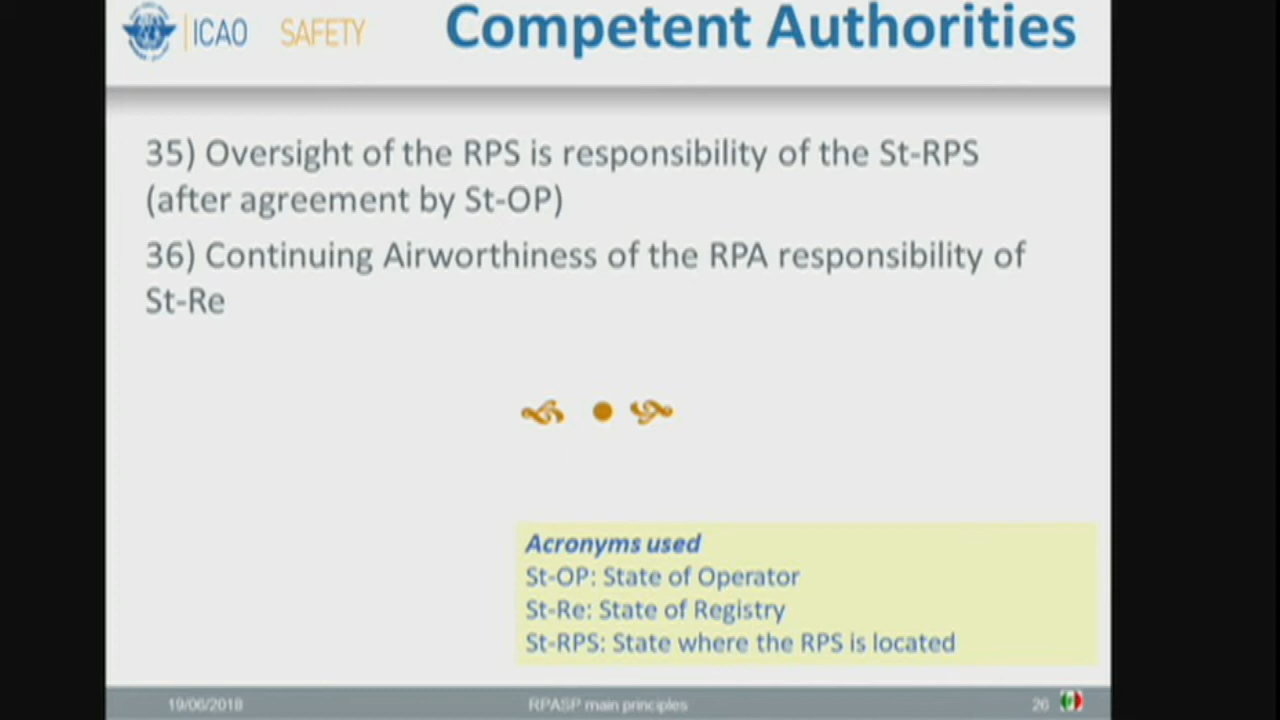 ICAO SAFETY
Competent Authorities
35) Oversight of the RPS is responsibility of the St-RPS
(after agreement by St-OP)
36) Continuing Airworthiness of the RPA responsibility of
St-Re
Acronyms used
St-OP: State of Operator
St-Re: State of Registry
St-RPS: State where the RPS is located
19/06/2018 RPASP main principles 26